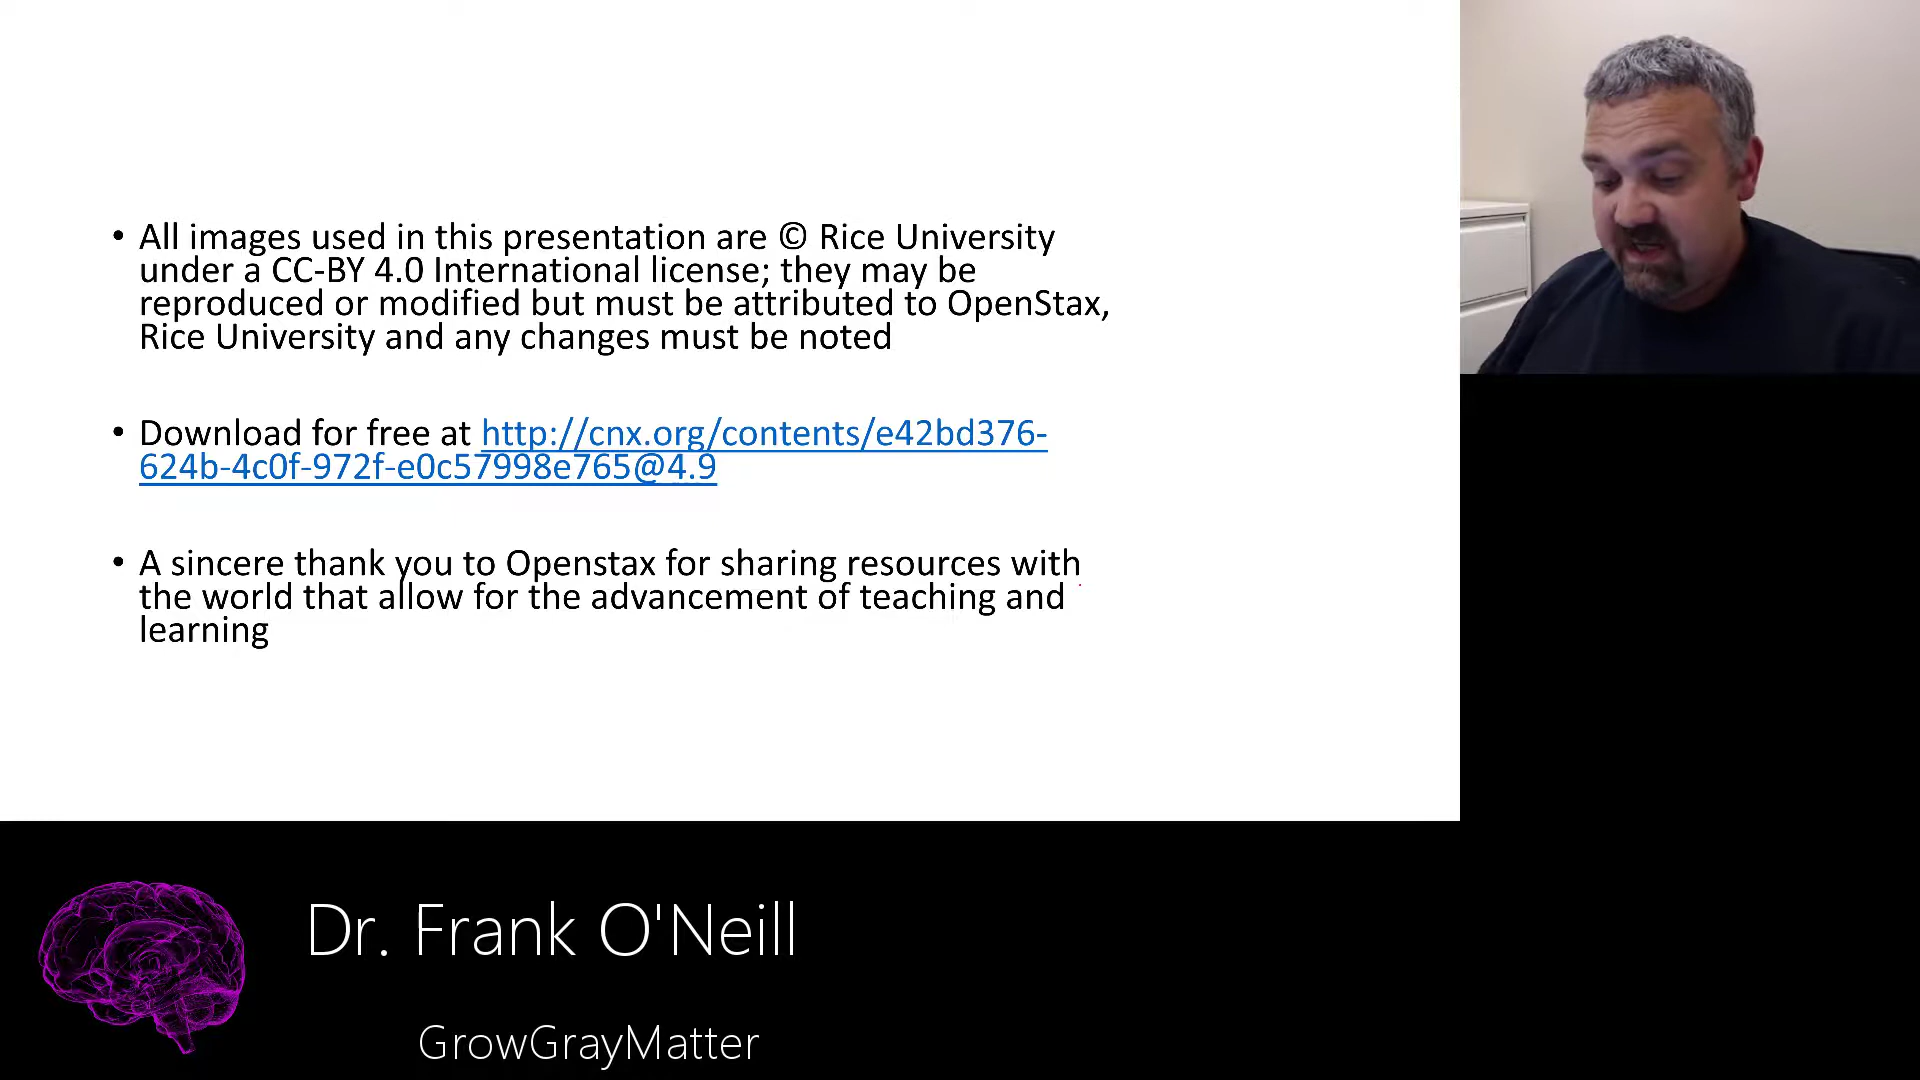 • All images used in this presentation are © Rice University
under a CC-BY 4.0 International license; they may be
reproduced or modified but must be attributed to OpenStax,
Rice University and any changes must be noted
• Download for free at http://cnx.org/contents/e42bd376-
624b-4c0f-972f-e0c57998e765@4.9
• A sincere thank you to Openstax for sharing resources with
the world that allow for the advancement of teaching and
learning
Dr. Frank O'Neill
GrowGrayMatter